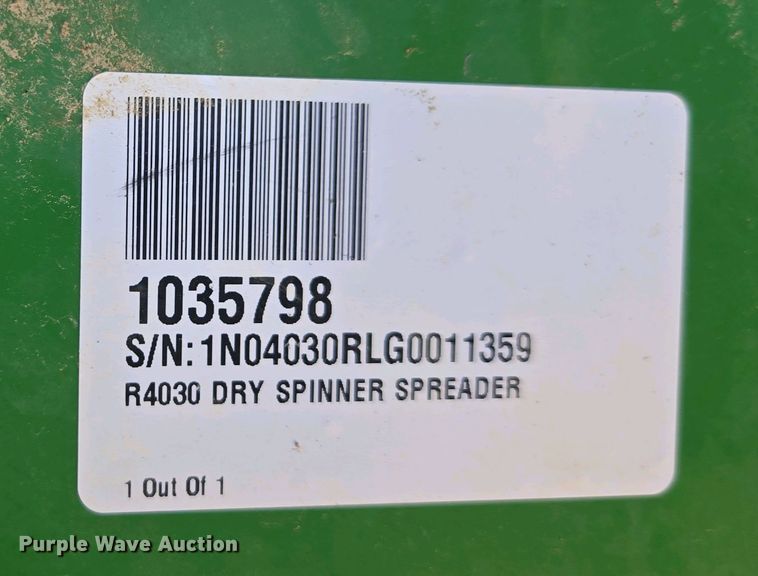 1035798
S/N: 1N04030RLG0011359
R4030 DRY SPINNER SPREADER
1 Out Of 1
Purple Wave Auction